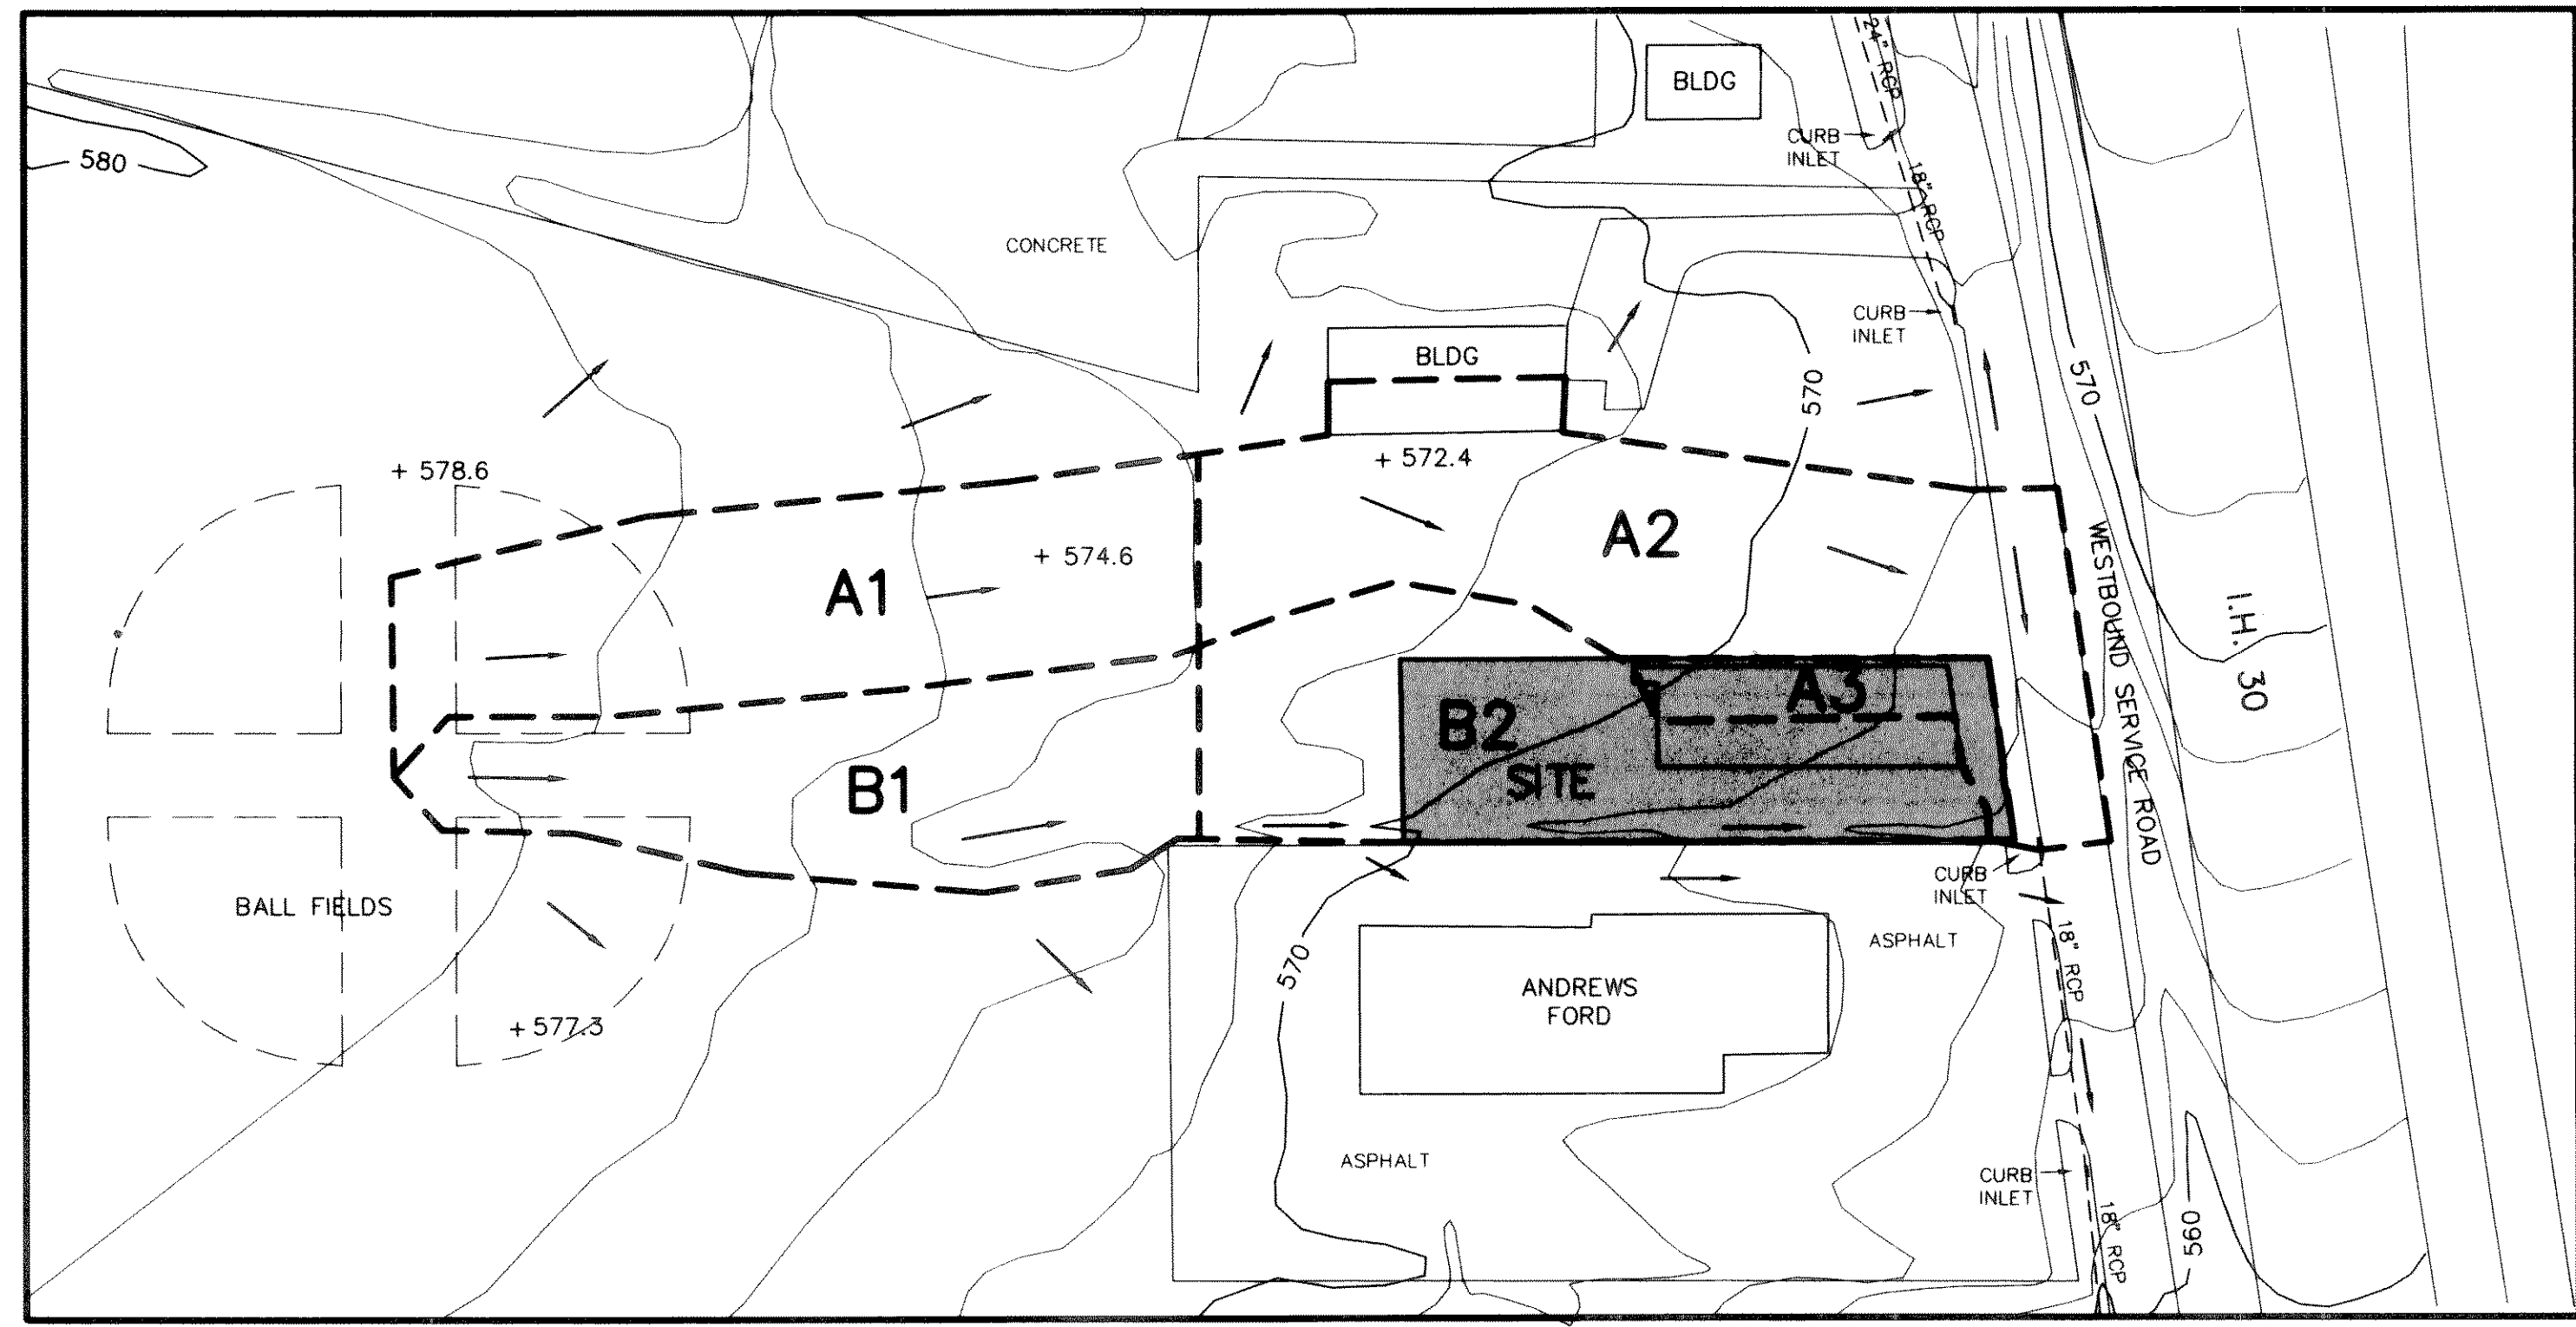 24" RCP
BLDG
CURB
INLET
580
18" RCP
CONCRETE
CURB
INLET
BLDG
570
570
+ 578.6
+ 572.4
A2
+ 574.6
A1
WESTBOUND SERVICE ROAD
I.H. 30
A3
B2
SITE
B1
CURB
INLET
BALL FIELDS
18" RCP
ASPHALT
570
ANDREWS
FORD
+ 577.3
ASPHALT
CURB
INLET
18" RCP
560